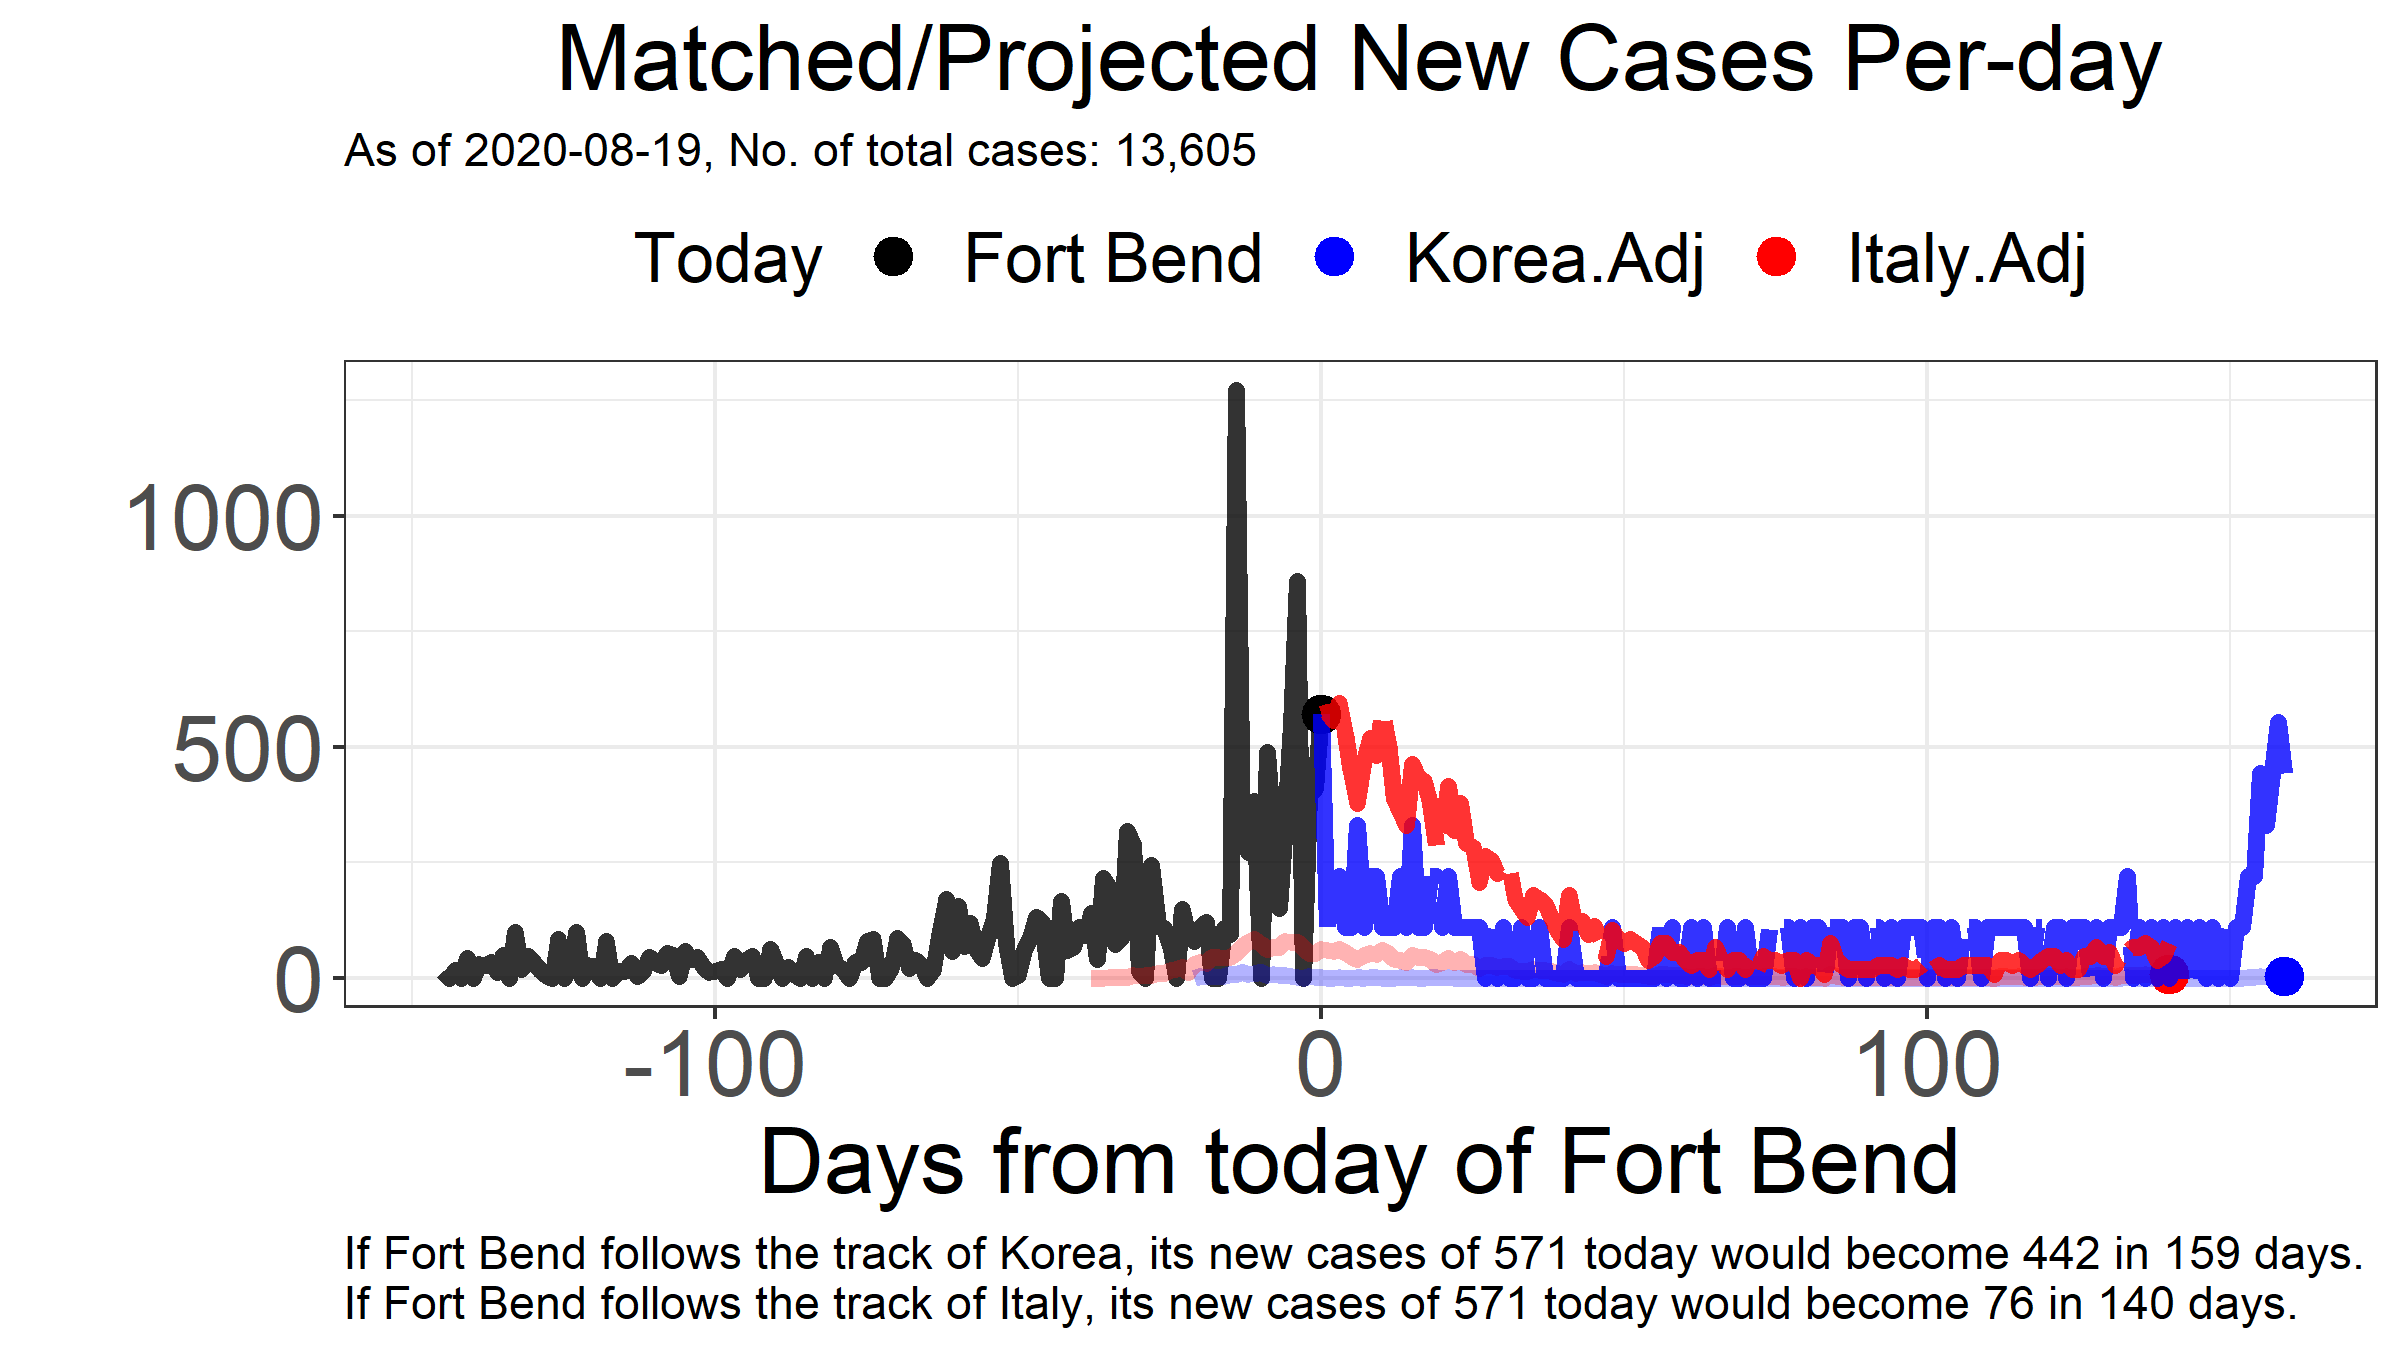 Matched/Projected New Cases Per-day
As of 2020-08-19, No. of total cases: 13,605
Today Fort Bend Korea.Adj Italy.Adj
1000
500
0
-100 0 100
Days from today of Fort Bend
If Fort Bend follows the track of Korea, its new cases of 571 today would become 442 in 159 days.
If Fort Bend follows the track of Italy, its new cases of 571 today would become 76 in 140 days.